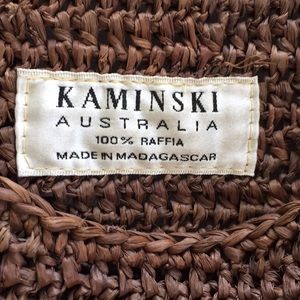 KAMINSKI
AUSTRALIA
100% RAFFIA
MADE IN MADAGASCAR